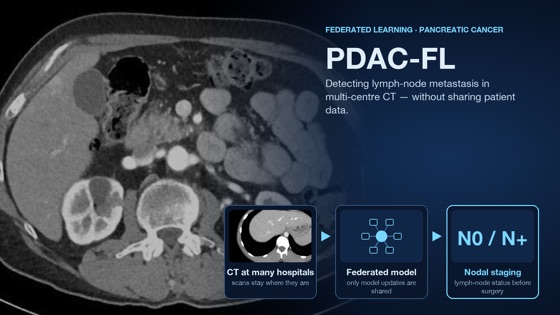 FEDERATED LEARNING · PANCREATIC CANCER
PDAC-FL
Detecting lymph-node metastasis in
multi-centre CT — without sharing patient
data.
CT at many hospitals
scans stay where they are
Federated model
only model updates are
shared
N0 / N+
Nodal staging
lymph-node status before
surgery